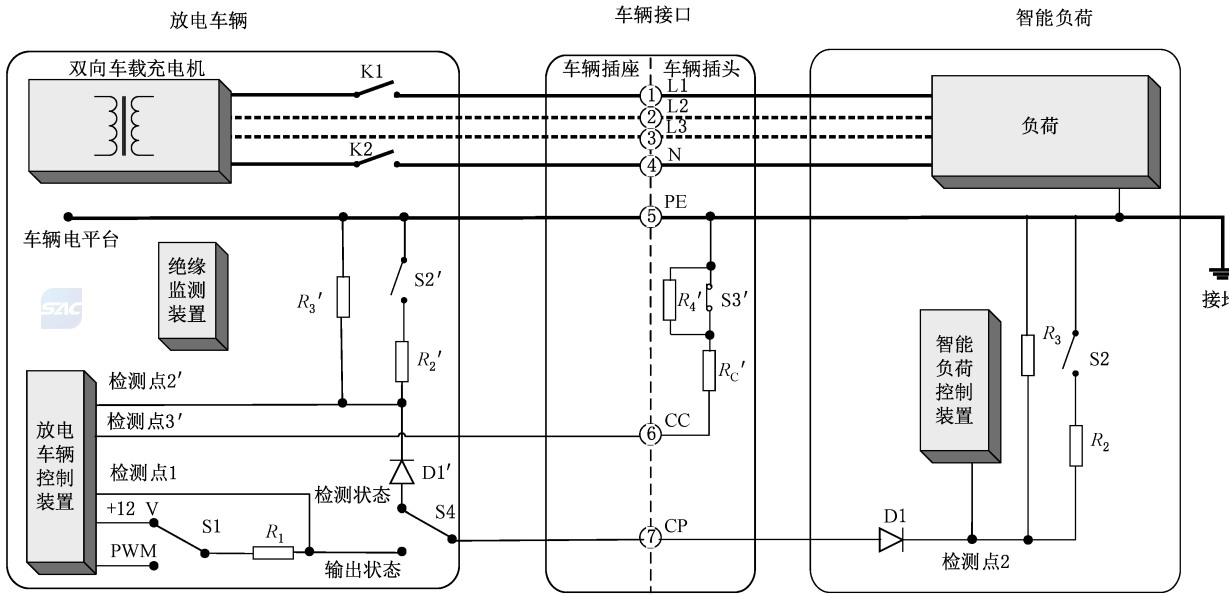 放电车辆
车辆接口
智能负荷
双向车载充电机
K1
K2
车辆插座
车辆插头
1
L1
2
L2
3
L3
4
N
负荷
5
PE
车辆电平台
绝缘
监测
装置
SAC
R3′
S2′
R2′
R4′
S3′
RC′
智能
负荷
控制
装置
R3
S2
R2
放电
车辆
控制
装置
检测点2′
检测点3′
检测点1
+12 V
PWM
S1
R1
检测状态
D1′
S4
输出状态
6
CC
7
CP
D1
检测点2